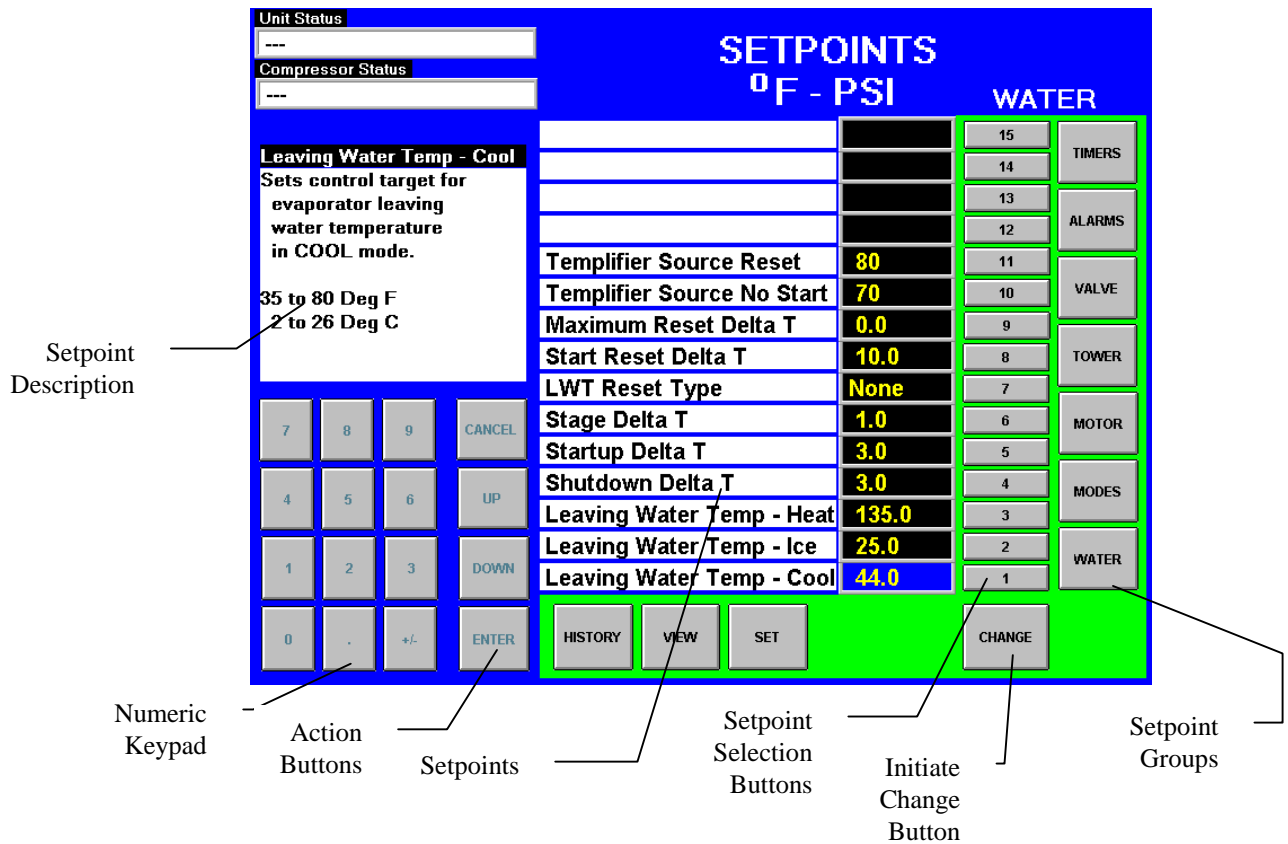 Unit Status
---
Compressor Status
---
SETPOINTS
ºF - PSI
WATER
Leaving Water Temp - Cool
Sets control target for
evaporator leaving
water temperature
in COOL mode.
35 to 80 Deg F
2 to 26 Deg C
15
14
13
12
Templifier Source Reset 80 11
Templifier Source No Start 70 10
Maximum Reset Delta T 0.0 9
Start Reset Delta T 10.0 8
LWT Reset Type None 7
Stage Delta T 1.0 6
Startup Delta T 3.0 5
Shutdown Delta T 3.0 4
Leaving Water Temp - Heat 135.0 3
Leaving Water Temp - Ice 25.0 2
Leaving Water Temp - Cool 44.0 1
TIMERS
ALARMS
VALVE
TOWER
MOTOR
MODES
WATER
7 8 9 CANCEL
4 5 6 UP
1 2 3 DOWN
0 . +/- ENTER
HISTORY VIEW SET CHANGE
Setpoint
Description
Numeric
Keypad
Action
Buttons
Setpoints
Setpoint
Selection
Buttons
Initiate
Change
Button
Setpoint
Groups